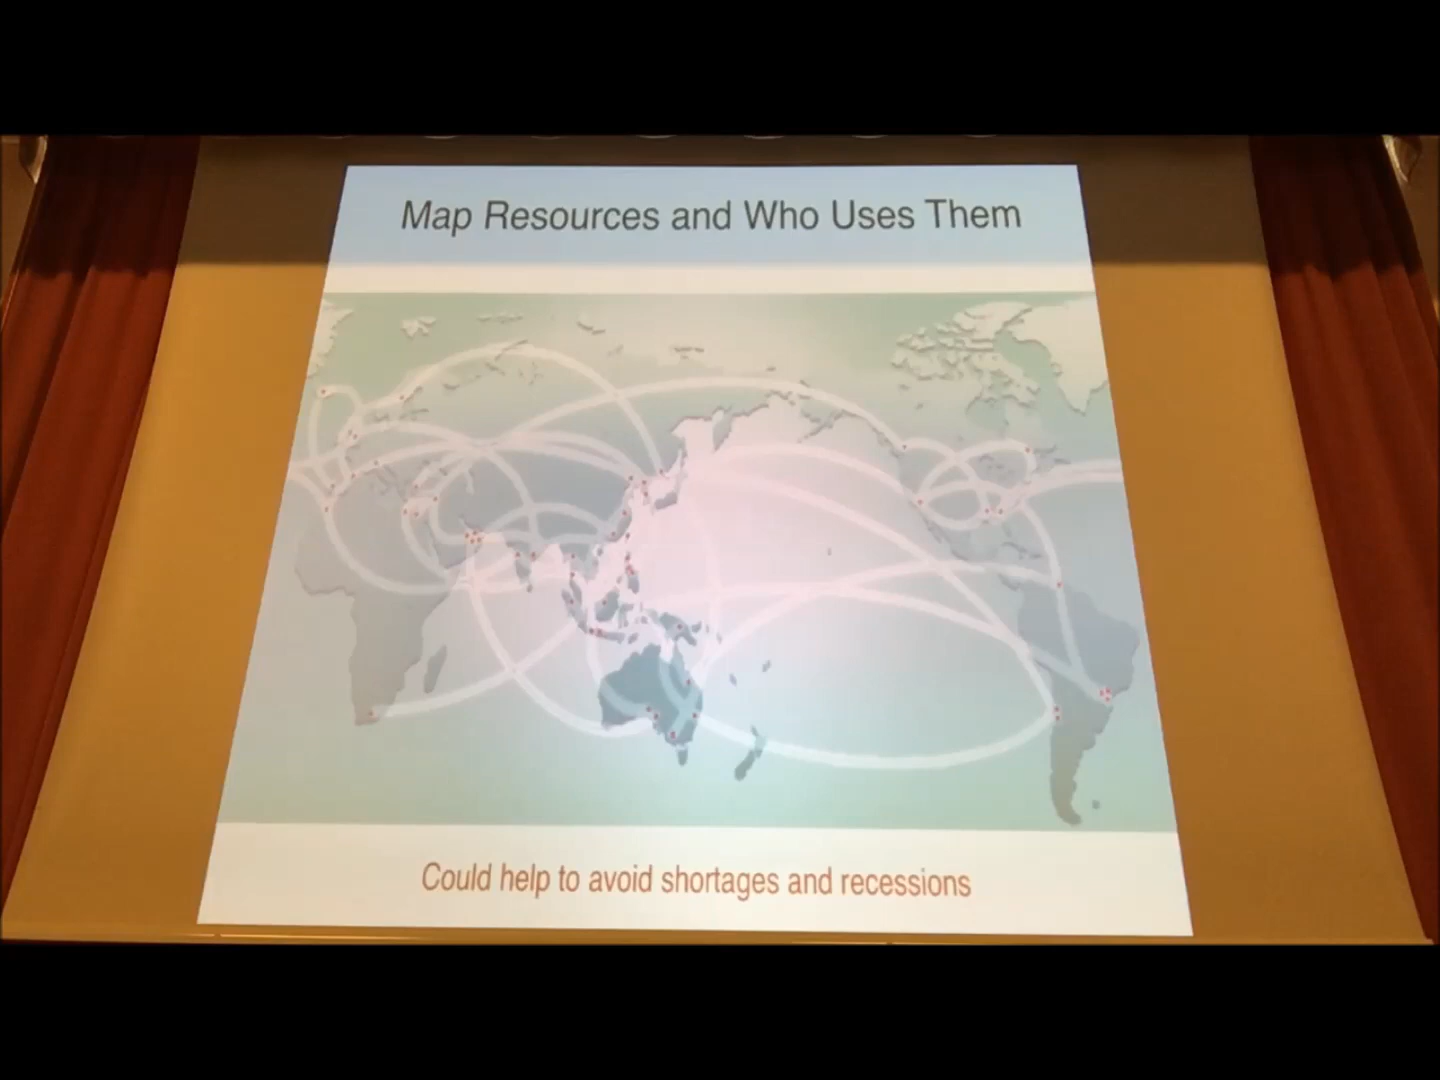 Map Resources and Who Uses Them
Could help to avoid shortages and recessions